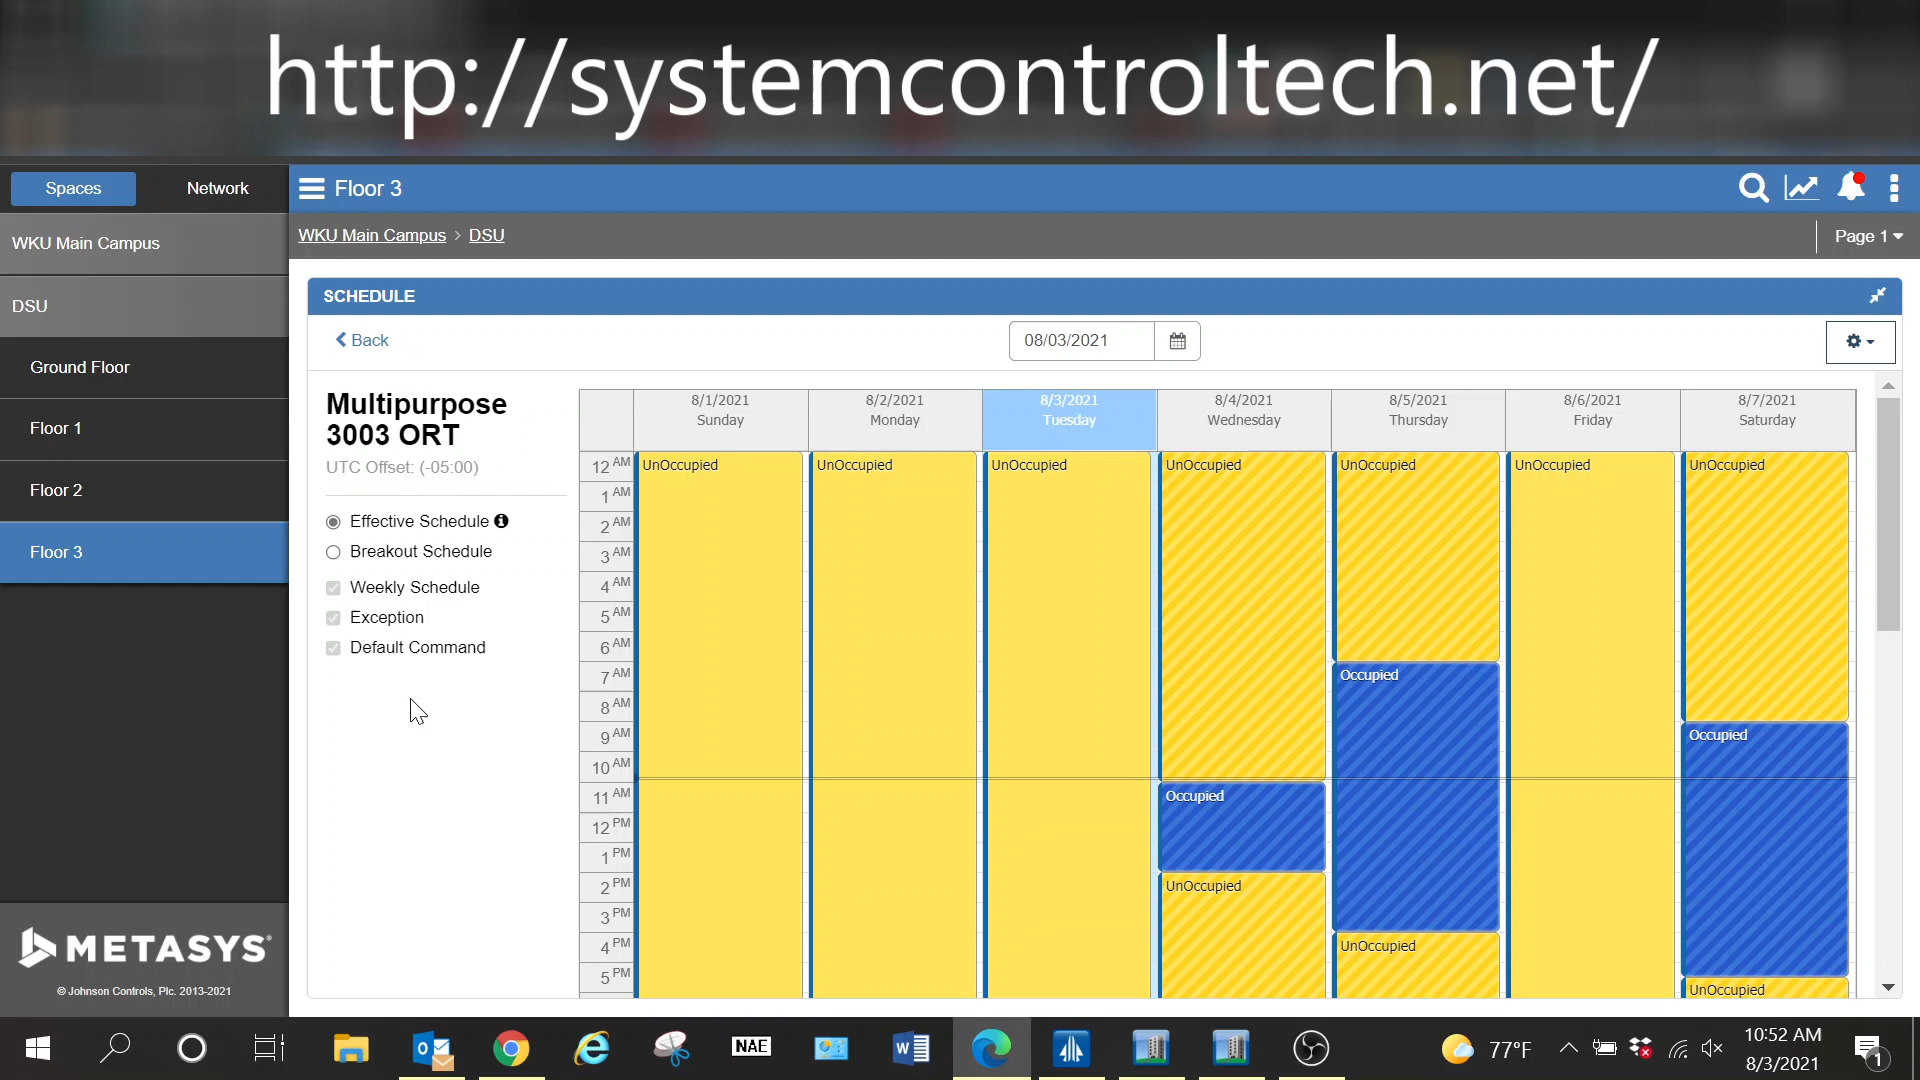 http://systemcontroltech.net/
Spaces
Network
Floor 3
WKU Main Campus
WKU Main Campus > DSU
Page 1
DSU
Ground Floor
Floor 1
Floor 2
Floor 3
METASYS®
© Johnson Controls, Plc. 2013-2021
SCHEDULE
Back
08/03/2021
Multipurpose
3003 ORT
UTC Offset: (-05:00)
Effective Schedule
Breakout Schedule
Weekly Schedule
Exception
Default Command
8/1/2021 8/2/2021 8/3/2021 8/4/2021 8/5/2021 8/6/2021 8/7/2021
Sunday Monday Tuesday Wednesday Thursday Friday Saturday
12 AM UnOccupied UnOccupied UnOccupied UnOccupied UnOccupied UnOccupied UnOccupied
1 AM
2 AM
3 AM
4 AM
5 AM
6 AM
7 AM Occupied
8 AM
9 AM Occupied
10 AM
11 AM Occupied
12 PM
1 PM
2 PM UnOccupied
3 PM
4 PM UnOccupied
5 PM UnOccupied
NAE
77°F
10:52 AM
8/3/2021
1